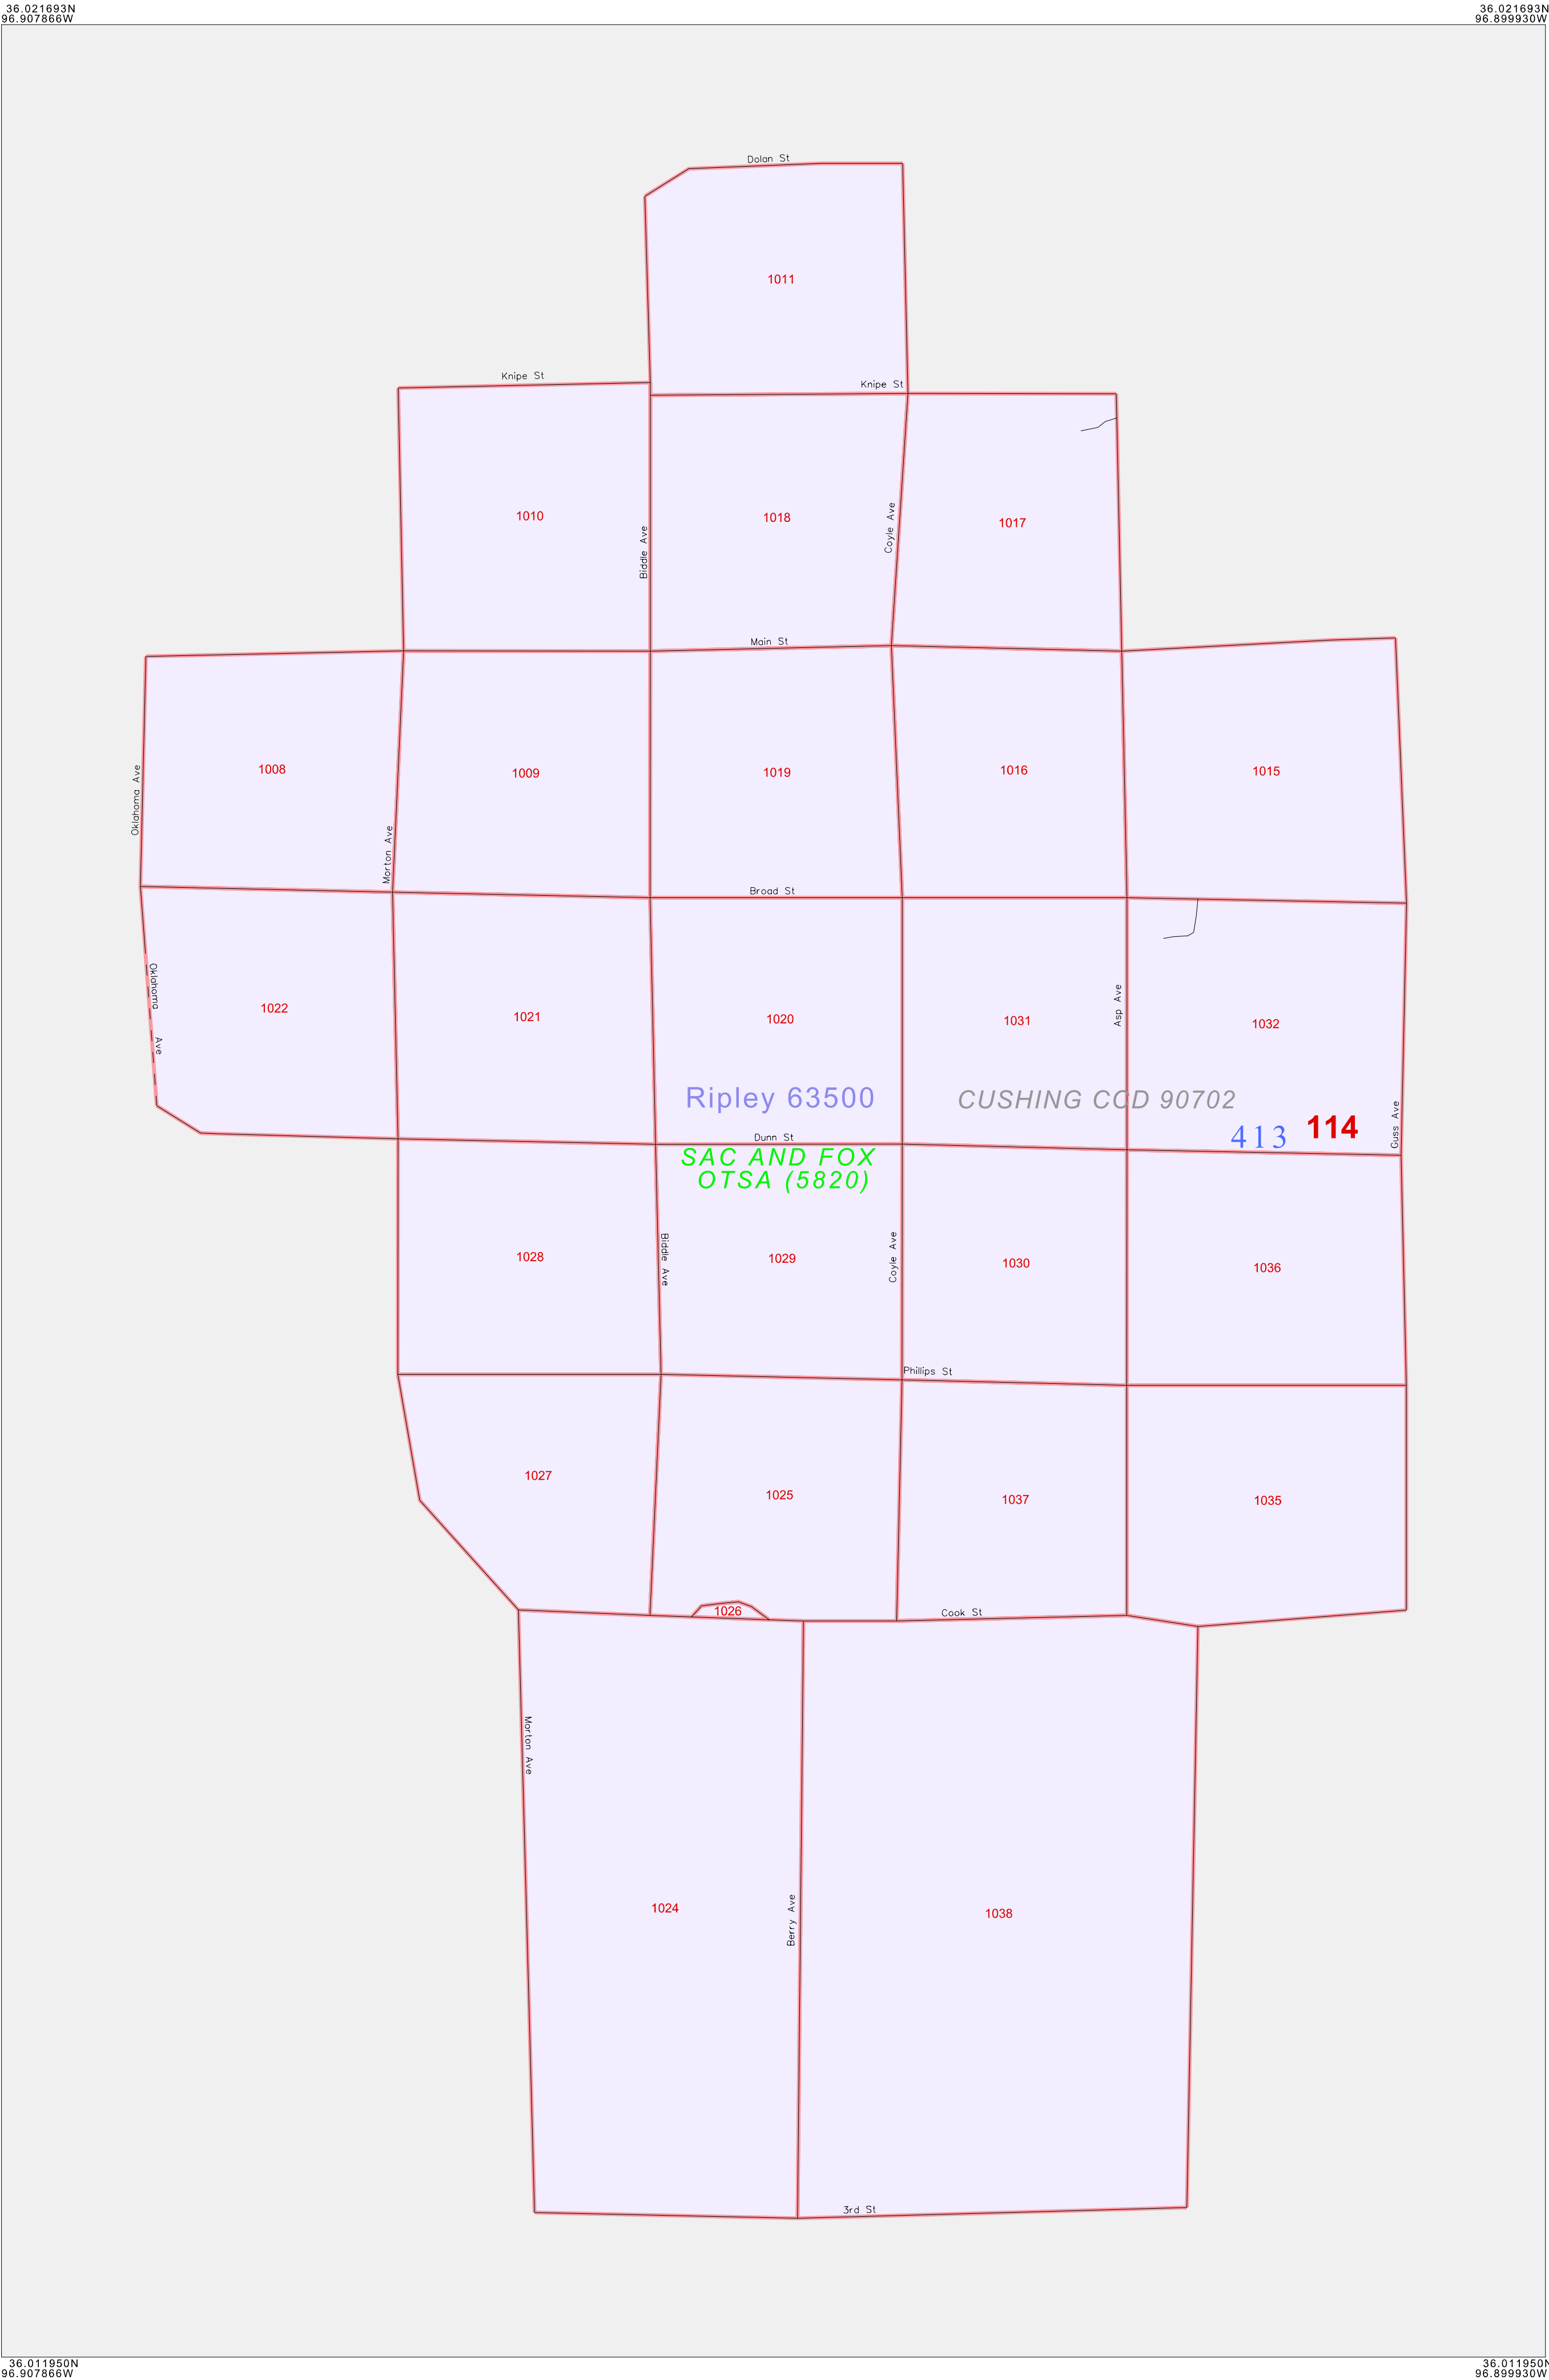 36.021693N
96.907866W
36.021693N
96.899930W
Dolan St
1011
Knipe St
Knipe St
1010
Biddle Ave
1018
Coyle Ave
1017
Main St
Oklahoma Ave
1008
Morton Ave
1009
1019
1016
1015
Broad St
Oklahoma Ave
1022
1021
1020
1031
Asp Ave
1032
Ripley 63500
CUSHING CCD 90702
413
114
Guss Ave
Dunn St
SAC AND FOX
OTSA (5820)
1028
Biddle Ave
1029
Coyle Ave
1030
1036
Phillips St
1027
1025
1037
1035
1026
Cook St
Morton Ave
1024
Berry Ave
1038
3rd St
36.011950N
96.907866W
36.011950N
96.899930W